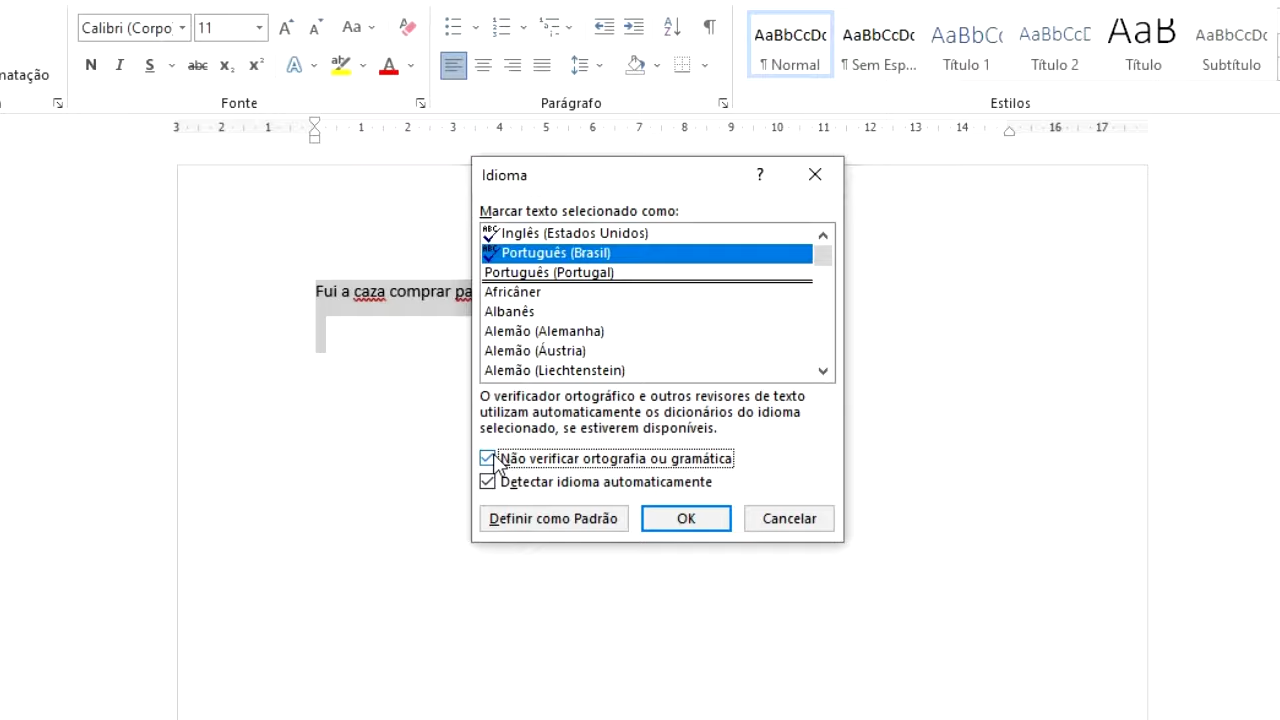 Calibri (Corpo 11 Aa
N I S abc X₂ X² A ab A
matação
Fonte
Parágrafo
Estilos
AaBbCcDc AaBbCcDc AaBbCc AaBbCcD AaB AaBbCcDc
¶ Normal ¶ Sem Esp... Título 1 Título 2 Título Subtítulo
3 2 1 1 2 3 4 5 6 7 8 9 10 11 12 13 14 16 17
Fui a caza comprar pa
Idioma ?
Marcar texto selecionado como:
Inglês (Estados Unidos)
Português (Brasil)
Português (Portugal)
Africâner
Albanês
Alemão (Alemanha)
Alemão (Áustria)
Alemão (Liechtenstein)
O verificador ortográfico e outros revisores de texto
utilizam automaticamente os dicionários do idioma
selecionado, se estiverem disponíveis.
Não verificar ortografia ou gramática
Detectar idioma automaticamente
Definir como Padrão OK Cancelar